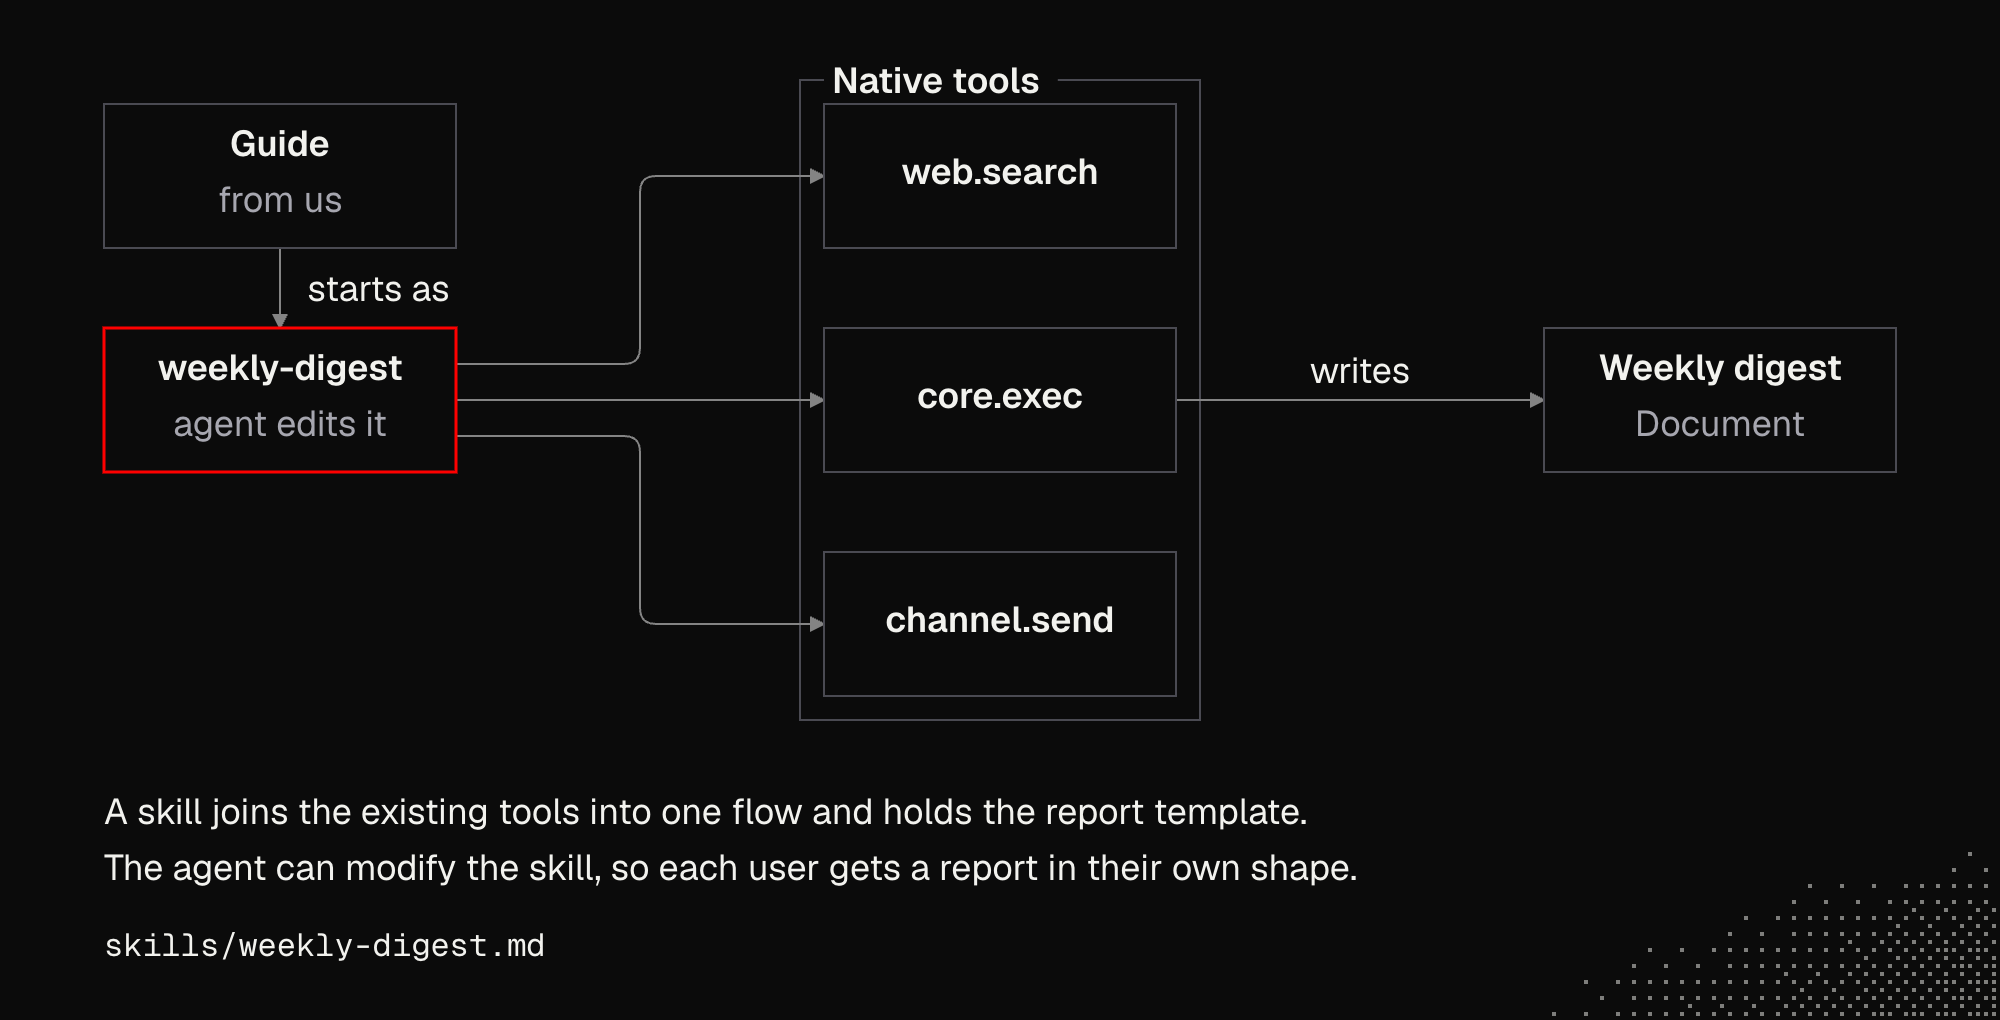 Native tools
Guide
from us
web.search
starts as
weekly-digest
agent edits it
core.exec
writes
Weekly digest
Document
channel.send
A skill joins the existing tools into one flow and holds the report template.
The agent can modify the skill, so each user gets a report in their own shape.
skills/weekly-digest.md